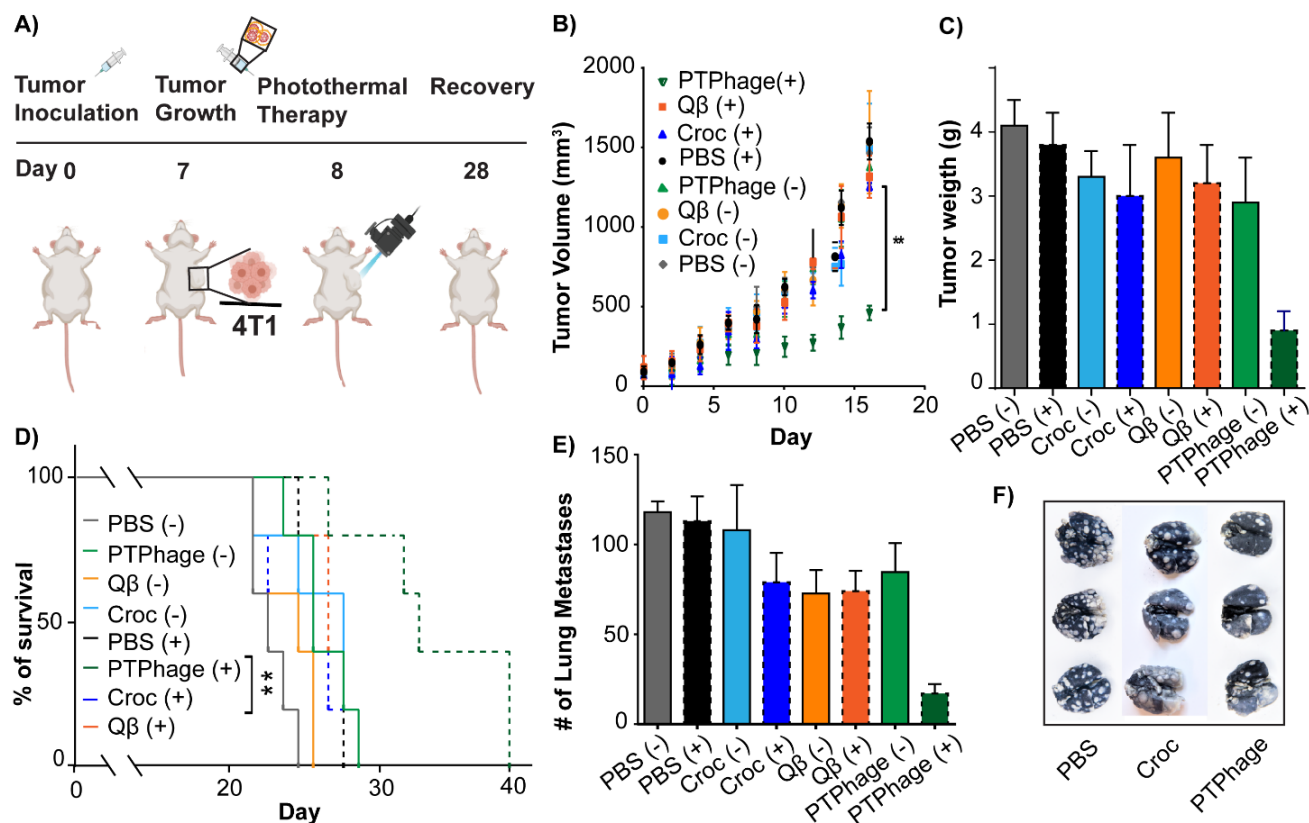 A)
Tumor Inoculation
Tumor Growth
Photothermal Therapy
Recovery
Day 0 7 8 28
4T1
B)
Tumor Volume (mm³)
2000
1500
1000
500
0
PTPhage(+)
Qβ (+)
Croc (+)
PBS (+)
PTPhage (-)
Qβ (-)
Croc (-)
PBS (-)
**
0 5 10 15 20
Day
C)
Tumor weigth (g)
4
3
2
1
0
PBS (-)
PBS (+)
Croc (-)
Croc (+)
Qβ (-)
Qβ (+)
PTPhage (-)
PTPhage (+)
D)
% of survival
100
50
0
PBS (-)
PTPhage (-)
Qβ (-)
Croc (-)
PBS (+)
PTPhage (+)
Croc (+)
Qβ (+)
**
0 20 30 40
Day
E)
# of Lung Metastases
150
100
50
0
PBS (-)
PBS (+)
Croc (-)
Croc (+)
Qβ (-)
Qβ (+)
PTPhage (-)
PTPhage (+)
F)
PBS
Croc
PTPhage